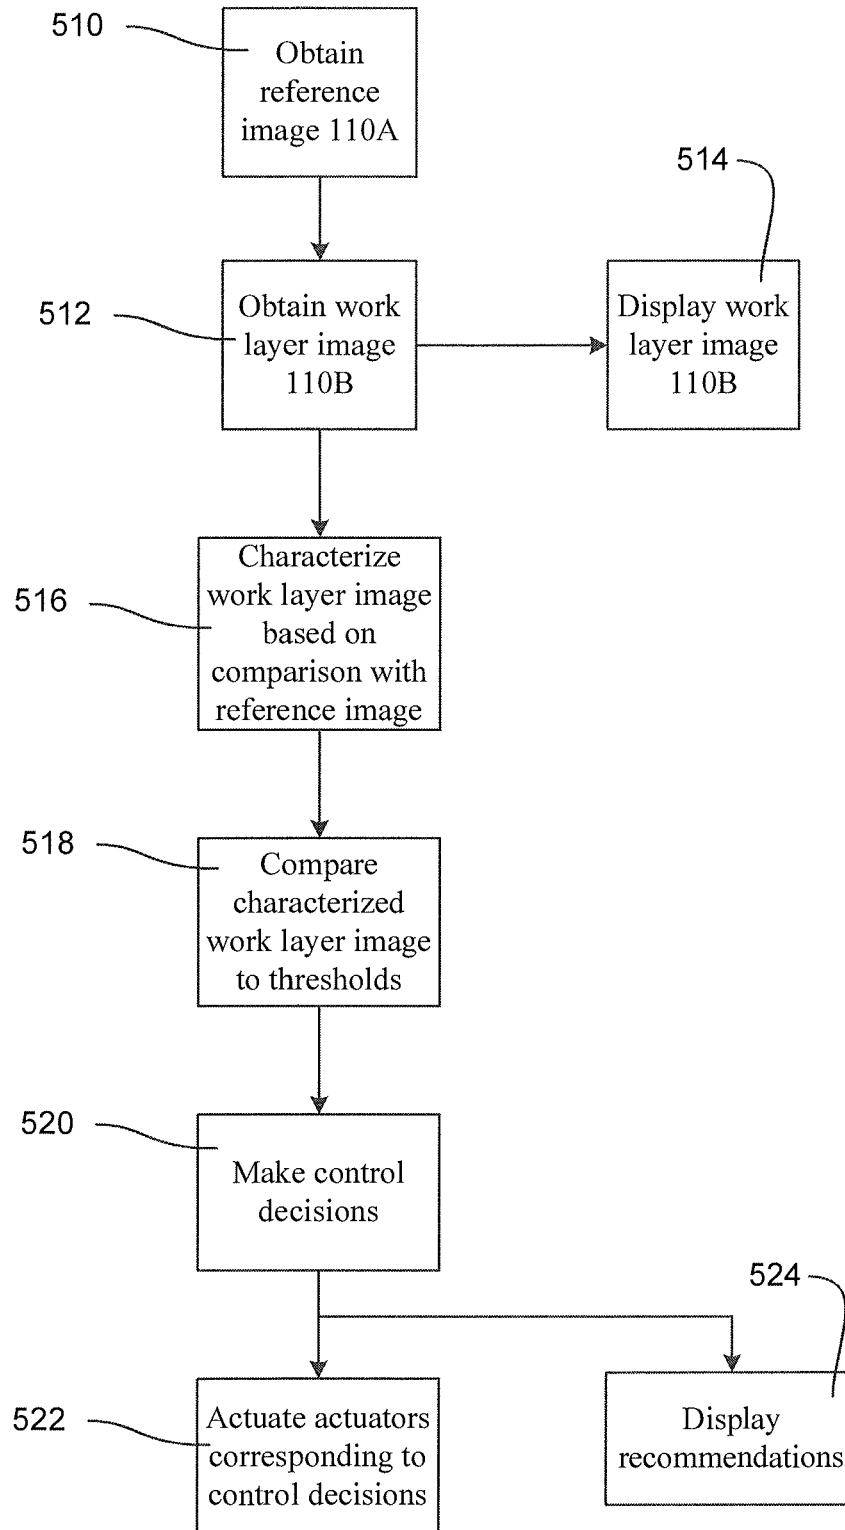 510
Obtain
reference
image 110A
514
512
Obtain work
layer image
110B
Display work
layer image
110B
516
Characterize
work layer image
based on
comparison with
reference image
518
Compare
characterized
work layer image
to thresholds
520
Make control
decisions
524
522
Actuate actuators
corresponding to
control decisions
Display
recommendations